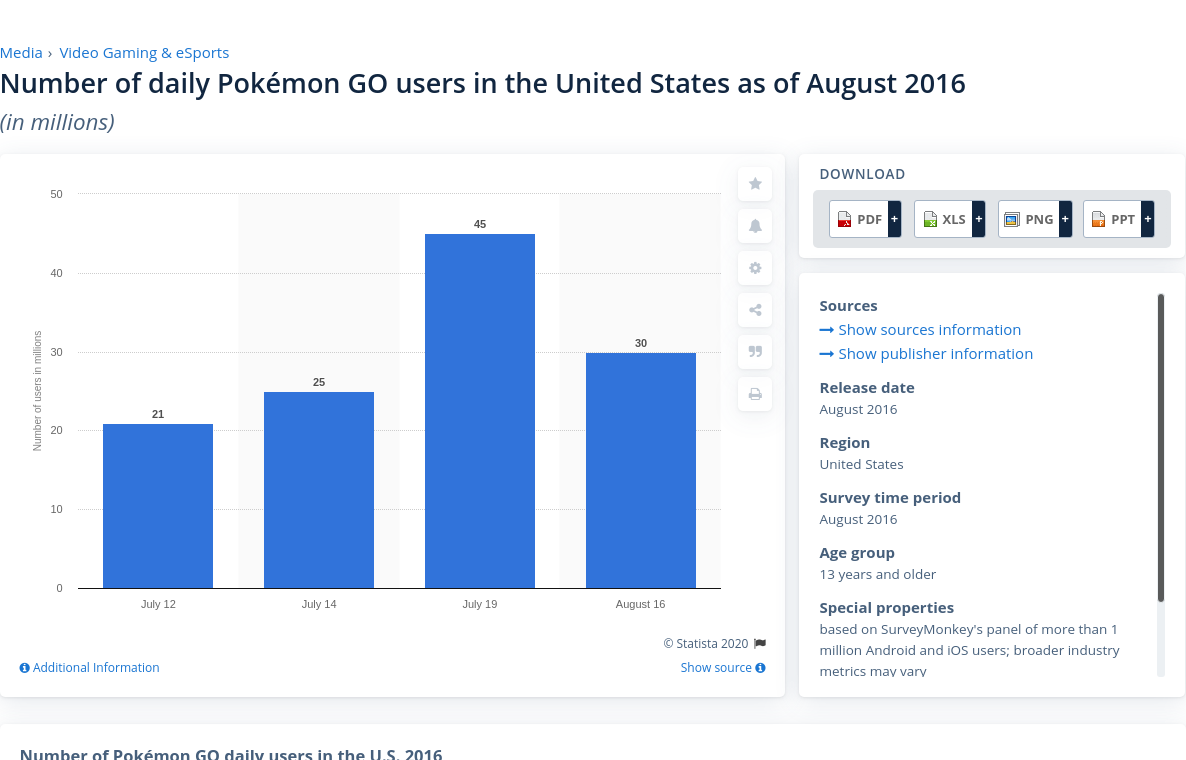 Media › Video Gaming & eSports
Number of daily Pokémon GO users in the United States as of August 2016
(in millions)
50
40
30
20
10
0
Number of users in millions
21
25
45
30
July 12
July 14
July 19
August 16
© Statista 2020
Additional Information
Show source
DOWNLOAD
PDF +
XLS +
PNG +
PPT +
Sources
Show sources information
Show publisher information
Release date
August 2016
Region
United States
Survey time period
August 2016
Age group
13 years and older
Special properties
based on SurveyMonkey's panel of more than 1
million Android and iOS users; broader industry
metrics may vary
Number of Pokémon GO daily users in the U.S. 2016